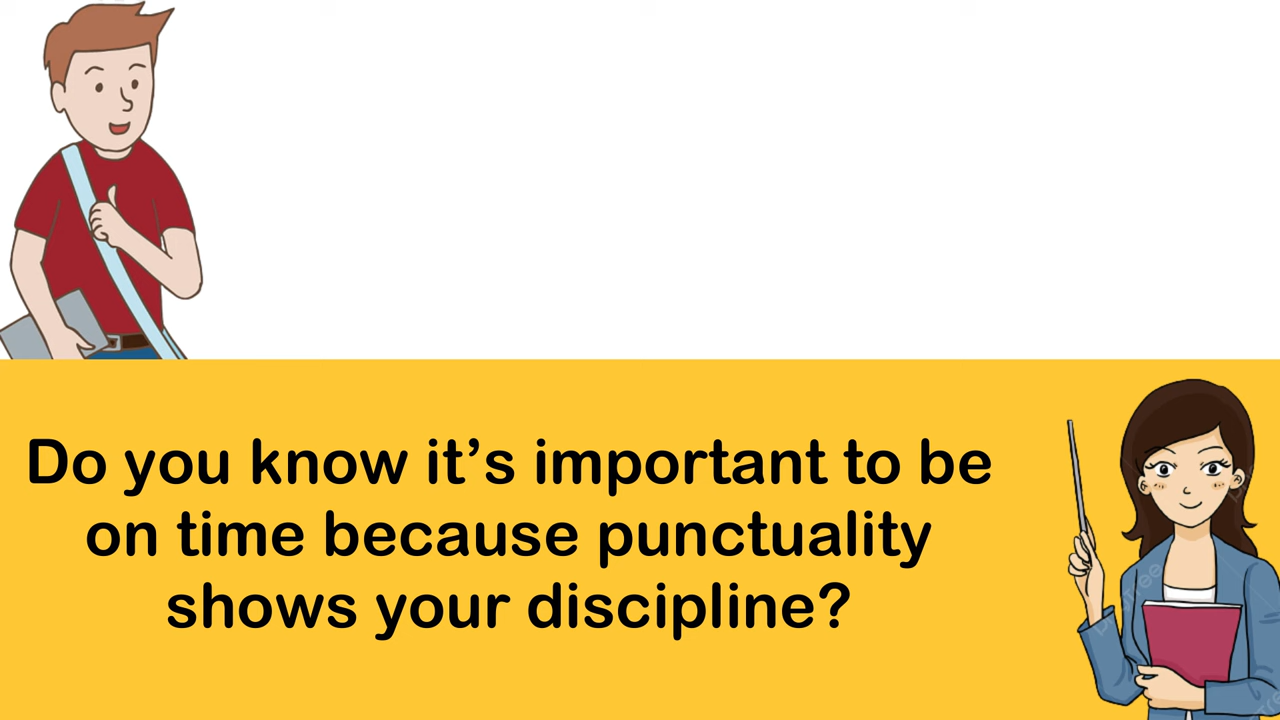 Do you know it’s important to be
on time because punctuality
shows your discipline?